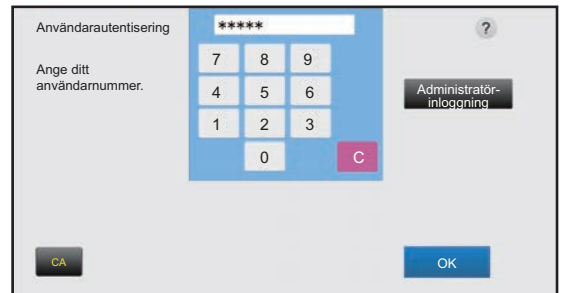 Användarautentisering
*****
?
Ange ditt
användarnummer.
7 8 9
4 5 6
1 2 3
0 C
Administratör-
inloggning
CA
OK